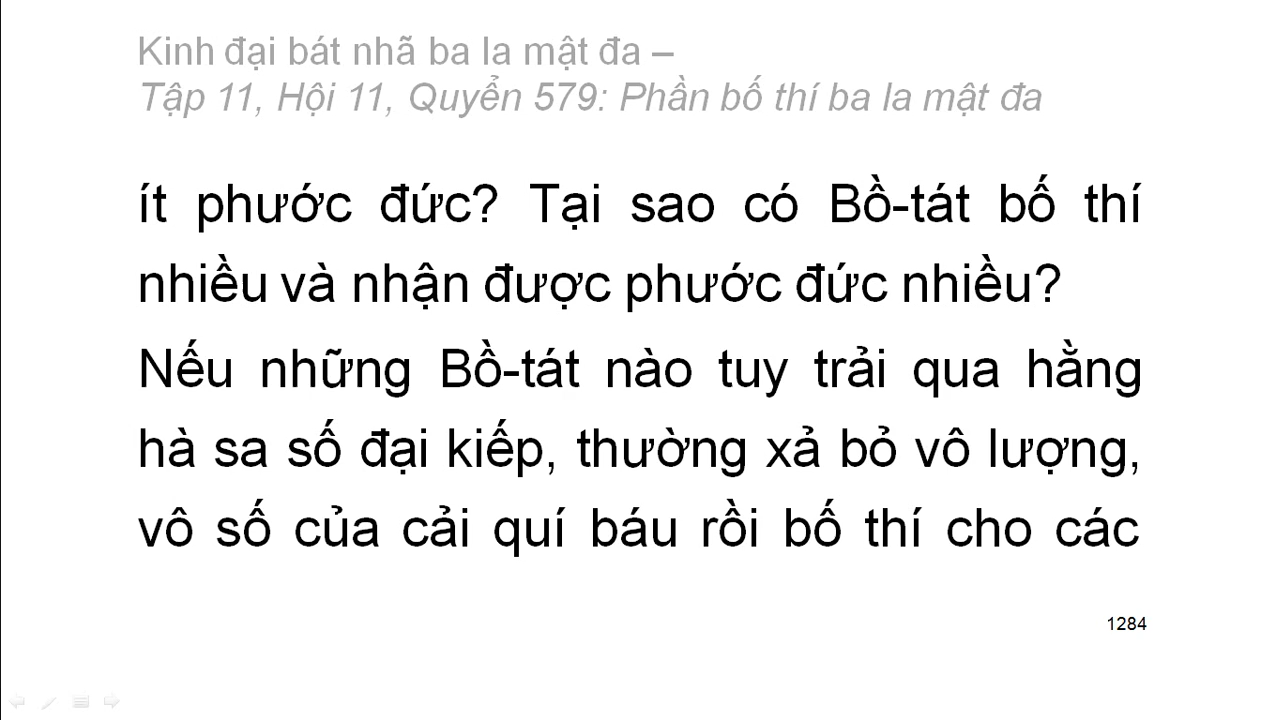 Kinh đại bát nhã ba la mật đa –
Tập 11, Hội 11, Quyển 579: Phần bố thí ba la mật đa
ít phước đức? Tại sao có Bồ-tát bố thí
nhiều và nhận được phước đức nhiều?
Nếu những Bồ-tát nào tuy trải qua hằng
hà sa số đại kiếp, thường xả bỏ vô lượng,
vô số của cải quí báu rồi bố thí cho các
1284